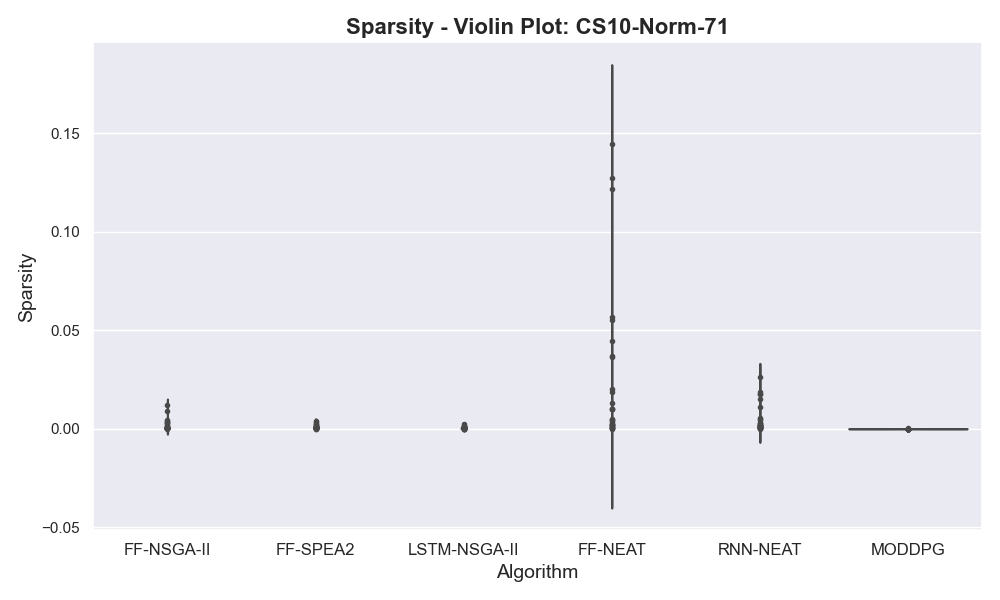 Sparsity - Violin Plot: CS10-Norm-71
Sparsity
0.15
0.10
0.05
0.00
−0.05
FF-NSGA-II
FF-SPEA2
LSTM-NSGA-II
FF-NEAT
RNN-NEAT
MODDPG
Algorithm